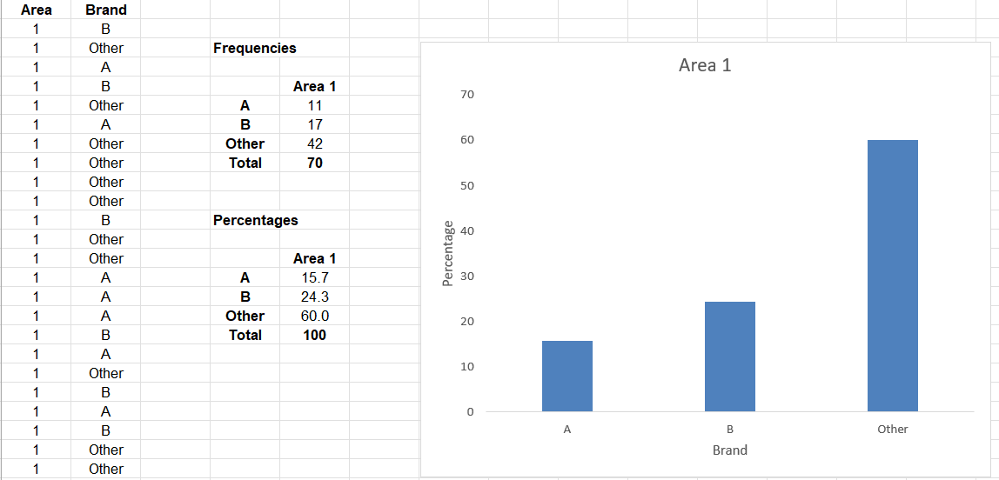 Area Brand
1 B
1 Other Frequencies
1 A
1 B Area 1
1 Other A 11
1 A B 17
1 Other Other 42
1 Other Total 70
1 Other
1 Other
1 B Percentages
1 Other
1 Other Area 1
1 A A 15.7
1 A B 24.3
1 A Other 60.0
1 B Total 100
1 A
1 Other
1 B
1 A
1 B
1 Other
1 Other
Area 1
70
60
50
40
30
20
10
0
Percentage
A B Other
Brand